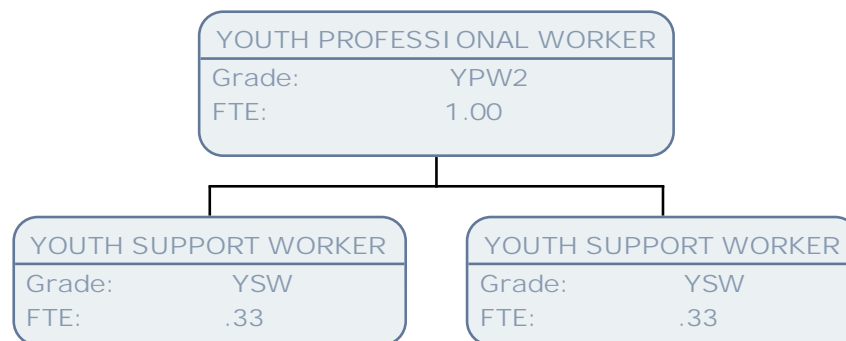 YOUTH PROFESSIONAL WORKER
Grade: YPW2
FTE: 1.00
YOUTH SUPPORT WORKER
Grade: YSW
FTE: .33
YOUTH SUPPORT WORKER
Grade: YSW
FTE: .33